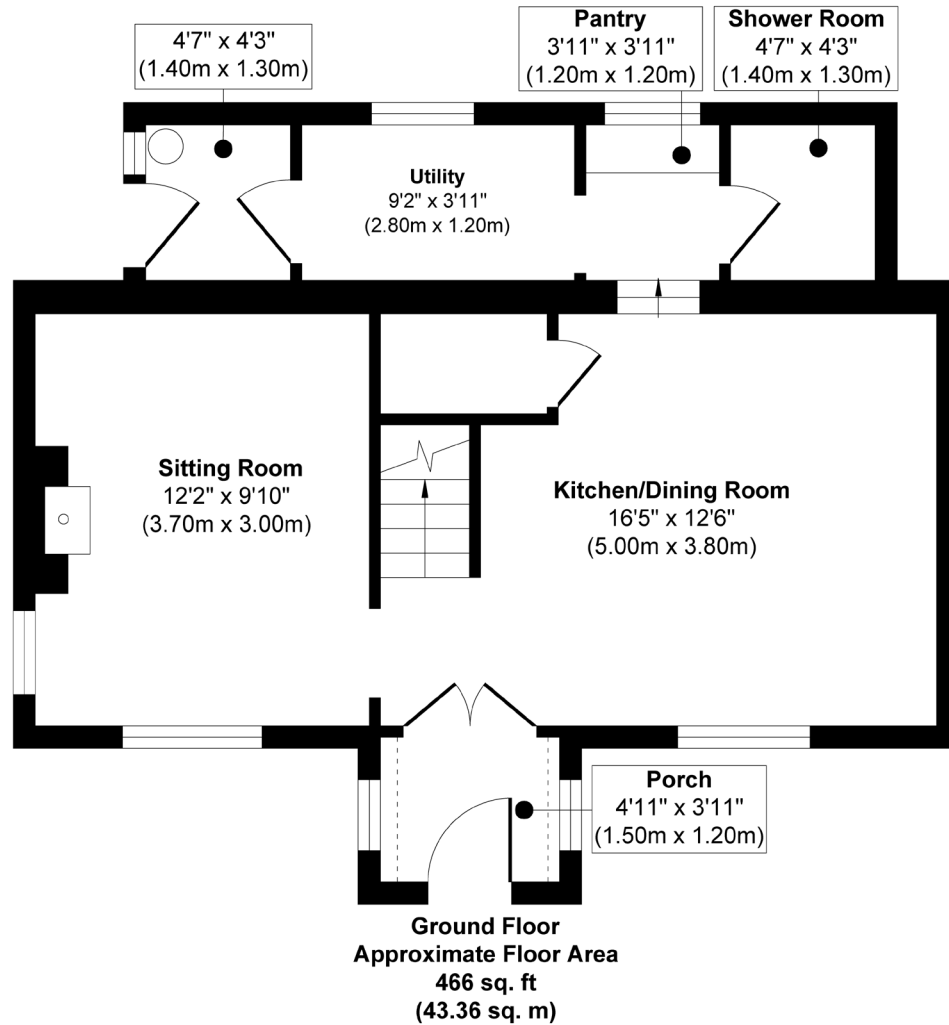 4'7" x 4'3"
(1.40m x 1.30m)
Pantry
3'11" x 3'11"
(1.20m x 1.20m)
Shower Room
4'7" x 4'3"
(1.40m x 1.30m)
Utility
9'2" x 3'11"
(2.80m x 1.20m)
Sitting Room
12'2" x 9'10"
(3.70m x 3.00m)
Kitchen/Dining Room
16'5" x 12'6"
(5.00m x 3.80m)
Porch
4'11" x 3'11"
(1.50m x 1.20m)
Ground Floor
Approximate Floor Area
466 sq. ft
(43.36 sq. m)